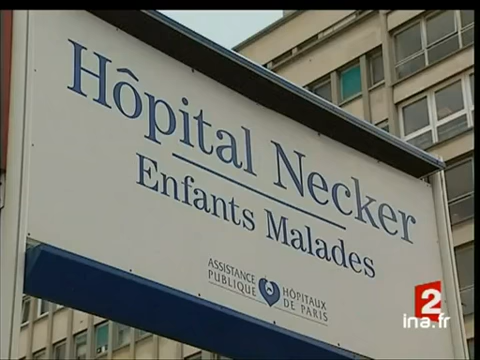 Hôpital Necker
Enfants Malades
ASSISTANCE HÔPITAUX
PUBLIQUE DE PARIS
2
ina.fr